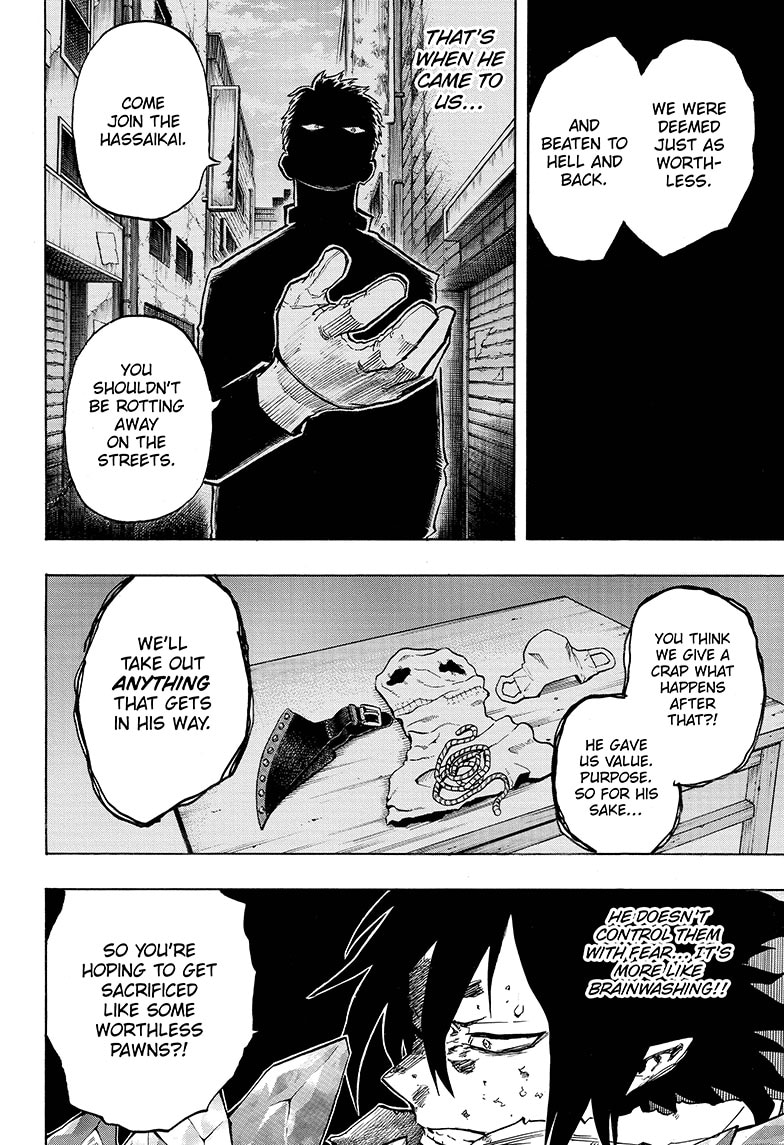 WE WERE
DEEMED
JUST AS
WORTH-
LESS.
AND
BEATEN TO
HELL AND
BACK.
THAT'S
WHEN HE
CAME TO
US...
COME
JOIN THE
HASSAIKAI.
YOU
SHOULDN'T
BE ROTTING
AWAY
ON THE
STREETS.
YOU THINK
WE GIVE A
CRAP WHAT
HAPPENS
AFTER
THAT?!
HE GAVE
US VALUE.
PURPOSE.
SO FOR HIS
SAKE...
WE'LL
TAKE OUT
ANYTHING
THAT GETS
IN HIS WAY.
HE DOESN'T
CONTROL THEM
WITH FEAR... IT'S
MORE LIKE
BRAINWASHING!!
SO YOU'RE
HOPING TO GET
SACRIFICED
LIKE SOME
WORTHLESS
PAWNS?!